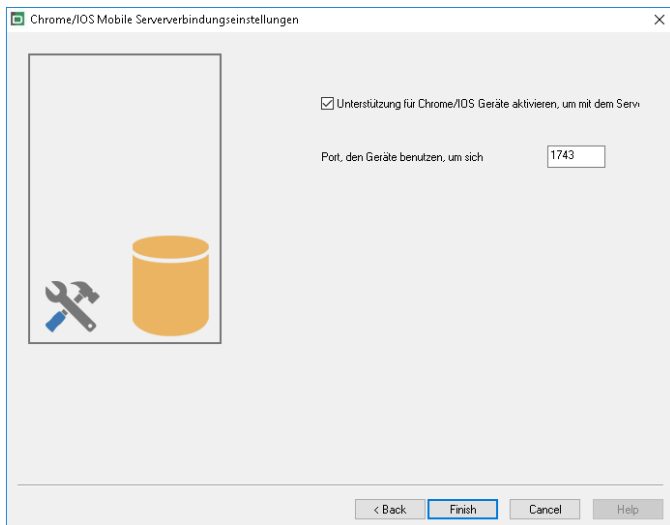 Chrome/IOS Mobile Serververbindungseinstellungen
Unterstützung für Chrome/IOS Geräte aktivieren, um mit dem Serve
Port, den Geräte benutzen, um sich
1743
< Back
Finish
Cancel
Help